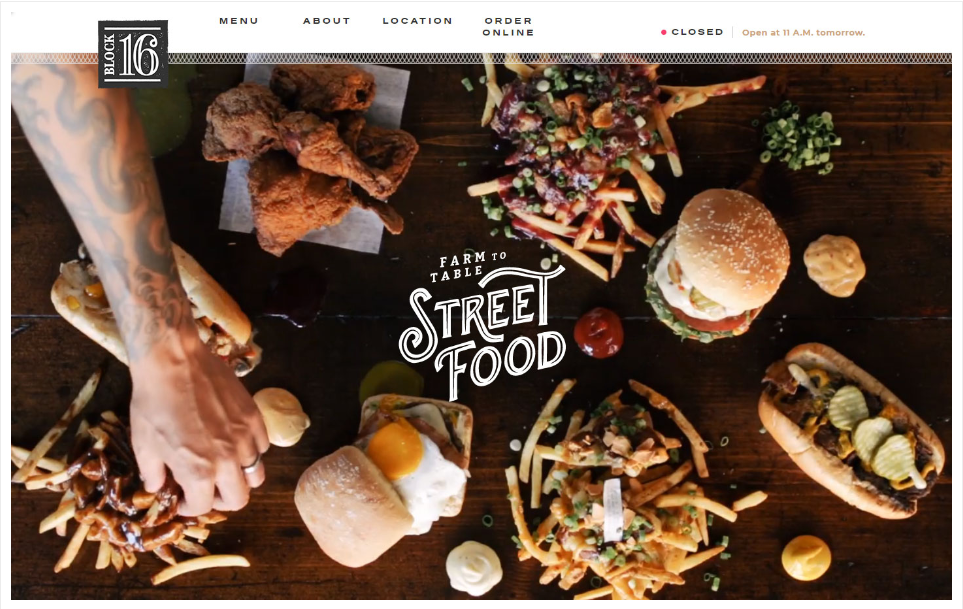 MENU
ABOUT
LOCATION
ORDER
ONLINE
BLOCK
16
CLOSED
Open at 11 A.M. tomorrow.
FARM TO
TABLE
STREET
FOOD